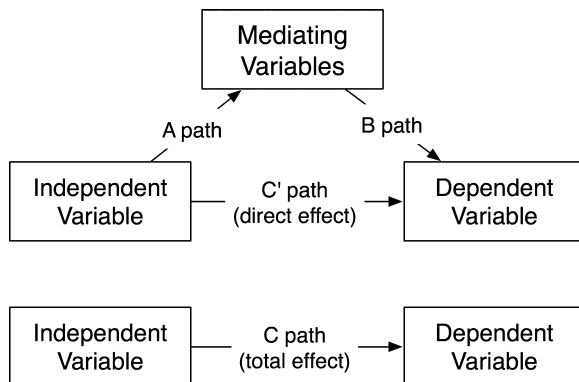 Mediating
Variables
A path
B path
Independent
Variable
C' path
(direct effect)
Dependent
Variable
Independent
Variable
C path
(total effect)
Dependent
Variable